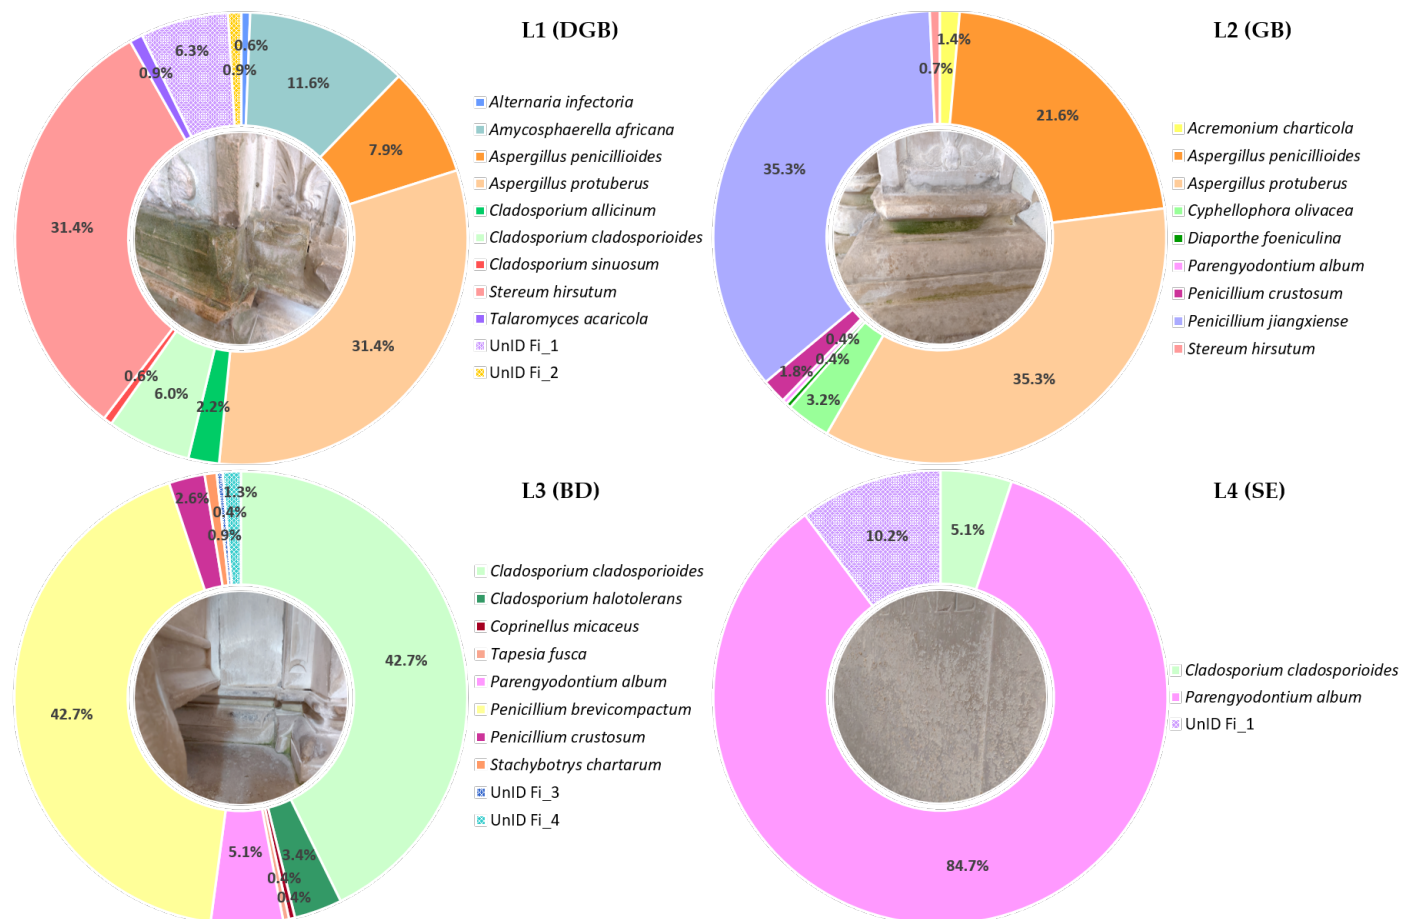 L1 (DGB)
0.6%
0.9%
11.6%
7.9%
31.4%
2.2%
6.0%
0.6%
31.4%
0.9%
6.3%
Alternaria infectoria
Amycosphaerella africana
Aspergillus penicillioides
Aspergillus protuberus
Cladosporium allicinum
Cladosporium cladosporioides
Cladosporium sinuosum
Stereum hirsutum
Talaromyces acaricola
UnID Fi_1
UnID Fi_2
L2 (GB)
1.4%
0.7%
21.6%
35.3%
3.2%
0.4%
0.4%
1.8%
35.3%
Acremonium charticola
Aspergillus penicillioides
Aspergillus protuberus
Cyphellophora olivacea
Diaporthe foeniculina
Parengyodontium album
Penicillium crustosum
Penicillium jiangxiense
Stereum hirsutum
L3 (BD)
2.6%
1.3%
0.4%
0.9%
42.7%
3.4%
0.4%
0.4%
5.1%
42.7%
Cladosporium cladosporioides
Cladosporium halotolerans
Coprinellus micaceus
Tapesia fusca
Parengyodontium album
Penicillium brevicompactum
Penicillium crustosum
Stachybotrys chartarum
UnID Fi_3
UnID Fi_4
L4 (SE)
10.2%
5.1%
84.7%
Cladosporium cladosporioides
Parengyodontium album
UnID Fi_1